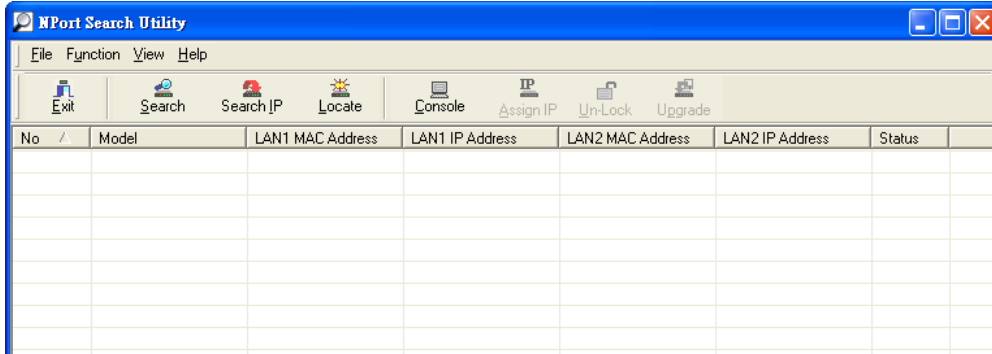 NPort Search Utility
File Function View Help
Exit Search Search IP Locate Console IP Assign IP Un-Lock Upgrade
No Model LAN1 MAC Address LAN1 IP Address LAN2 MAC Address LAN2 IP Address Status